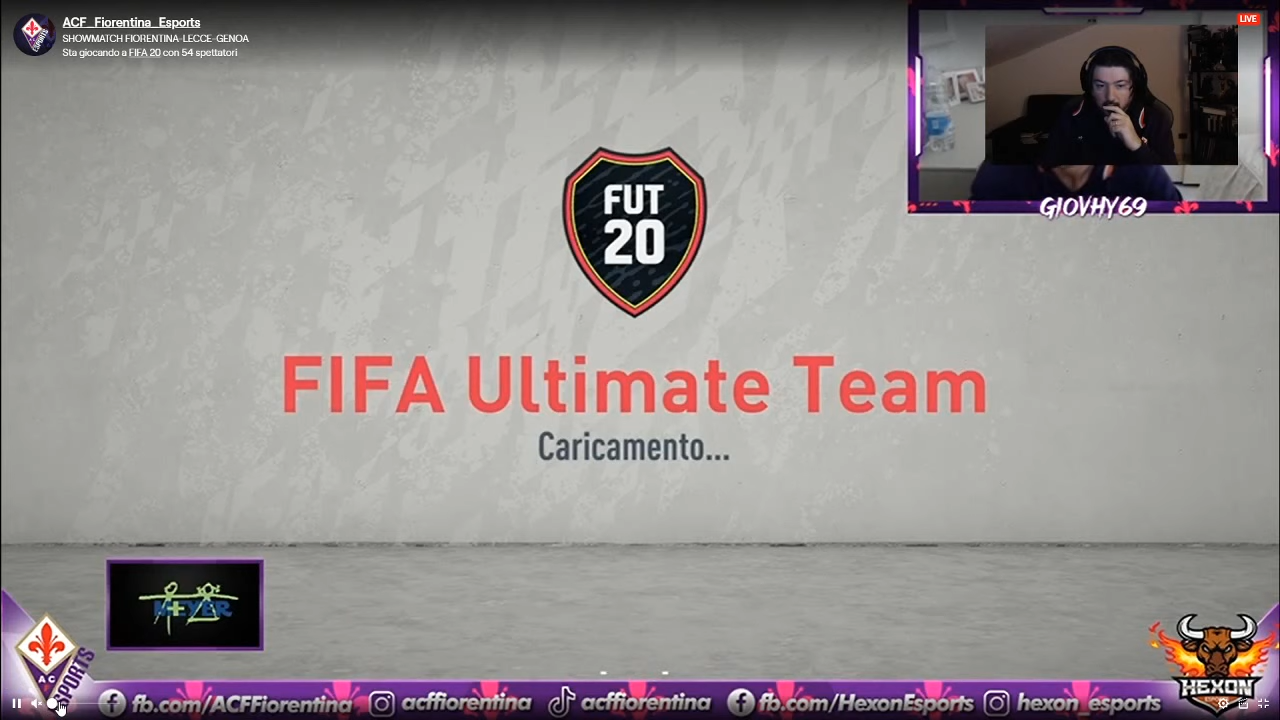 ACF_Fiorentina_Esports
SHOWMATCH FIORENTINA-LECCE-GENOA
Sta giocando a FIFA 20 con 54 spettatori
LIVE
GIOVHY69
FUT
20
FIFA Ultimate Team
Caricamento...
MEYER
AC
ESPORTS
fb.com/ACFFiorentina
acffiorentina
acffiorentina
fb.com/HexonEsports
hexon_esports
HEXON